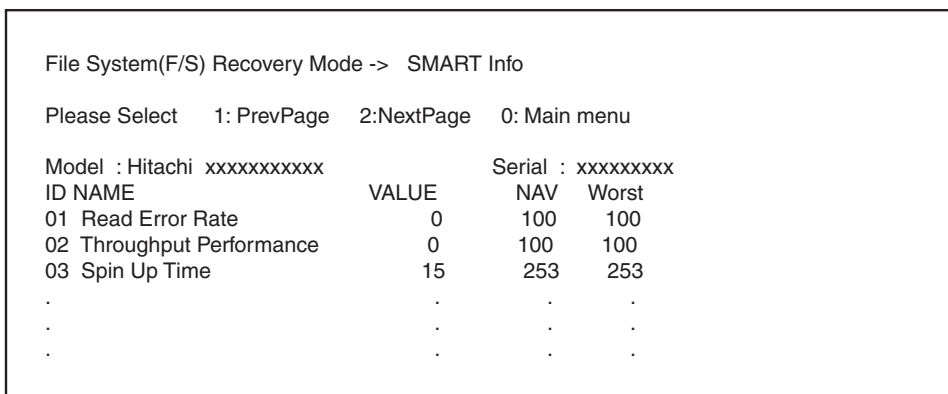 File System(F/S) Recovery Mode -> SMART Info
Please Select 1: PrevPage 2:NextPage 0: Main menu
Model : Hitachi xxxxxxxxxxx Serial : xxxxxxxxx
ID NAME VALUE NAV Worst
01 Read Error Rate 0 100 100
02 Throughput Performance 0 100 100
03 Spin Up Time 15 253 253
. . . .
. . . .
. . . .